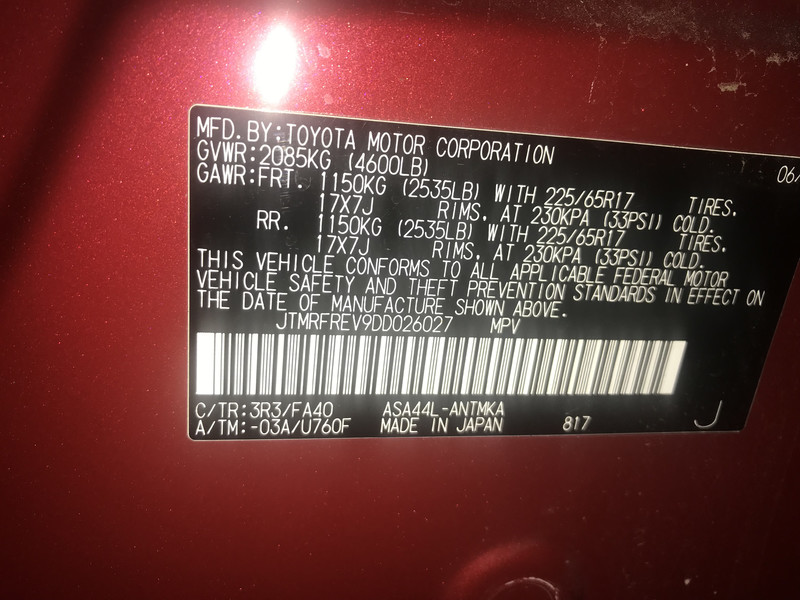 MFD. BY: TOYOTA MOTOR CORPORATION 06/
GVWR: 2085KG (4600LB)
GAWR: FRT. 1150KG (2535LB) WITH 225/65R17 TIRES,
17X7J RIMS, AT 230KPA (33PSI) COLD.
RR. 1150KG (2535LB) WITH 225/65R17 TIRES,
17X7J RIMS, AT 230KPA (33PSI) COLD.
THIS VEHICLE CONFORMS TO ALL APPLICABLE FEDERAL MOTOR
VEHICLE SAFETY AND THEFT PREVENTION STANDARDS IN EFFECT ON
THE DATE OF MANUFACTURE SHOWN ABOVE.
JTMRFREV9DD026027 MPV
C/TR: 3R3/FA40 ASA44L-ANTMKA
A/TM: -03A/U760F MADE IN JAPAN 817 J